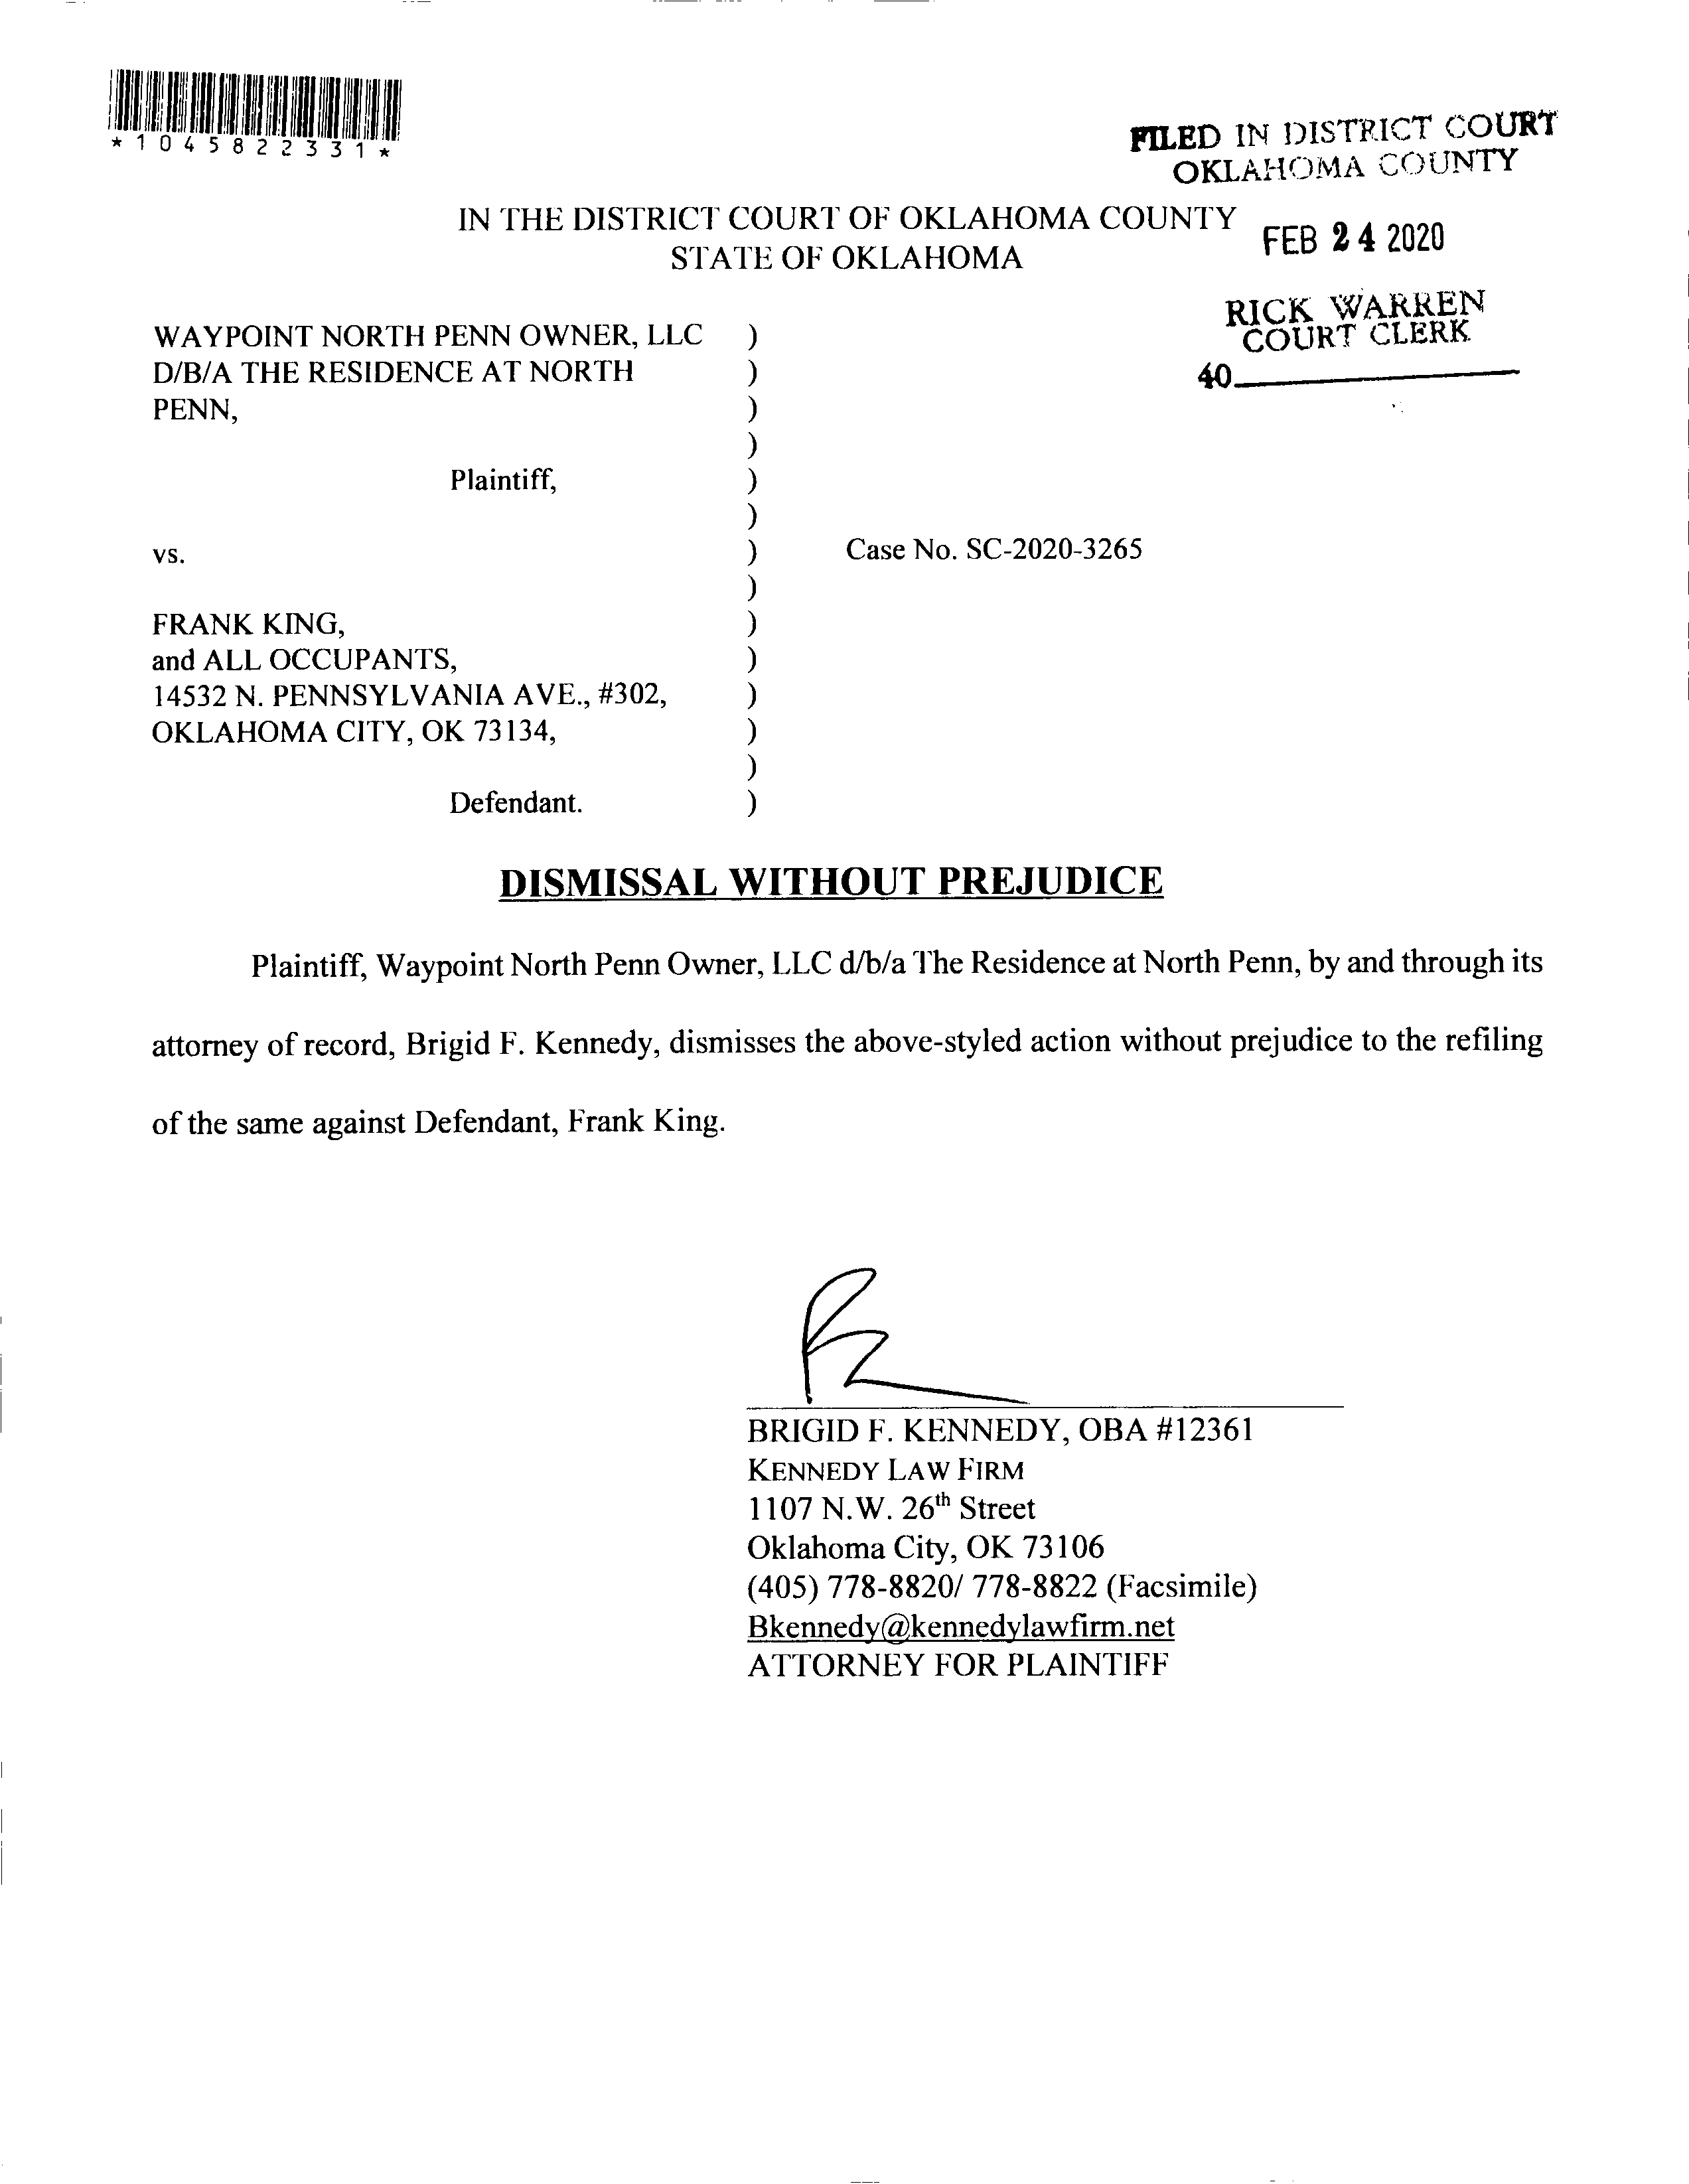 *1045822331*
FILED IN DISTRICT COURT
OKLAHOMA COUNTY
IN THE DISTRICT COURT OF OKLAHOMA COUNTY
STATE OF OKLAHOMA
FEB 24 2020
RICK WARREN
COURT CLERK
40
WAYPOINT NORTH PENN OWNER, LLC )
D/B/A THE RESIDENCE AT NORTH )
PENN, )
)
Plaintiff, )
)
vs. ) Case No. SC-2020-3265
)
FRANK KING, )
and ALL OCCUPANTS, )
14532 N. PENNSYLVANIA AVE., #302, )
OKLAHOMA CITY, OK 73134, )
)
Defendant. )
DISMISSAL WITHOUT PREJUDICE
Plaintiff, Waypoint North Penn Owner, LLC d/b/a The Residence at North Penn, by and through its
attorney of record, Brigid F. Kennedy, dismisses the above-styled action without prejudice to the refiling
of the same against Defendant, Frank King.
BRIGID F. KENNEDY, OBA #12361
KENNEDY LAW FIRM
1107 N.W. 26th Street
Oklahoma City, OK 73106
(405) 778-8820/ 778-8822 (Facsimile)
Bkennedy@kennedylawfirm.net
ATTORNEY FOR PLAINTIFF